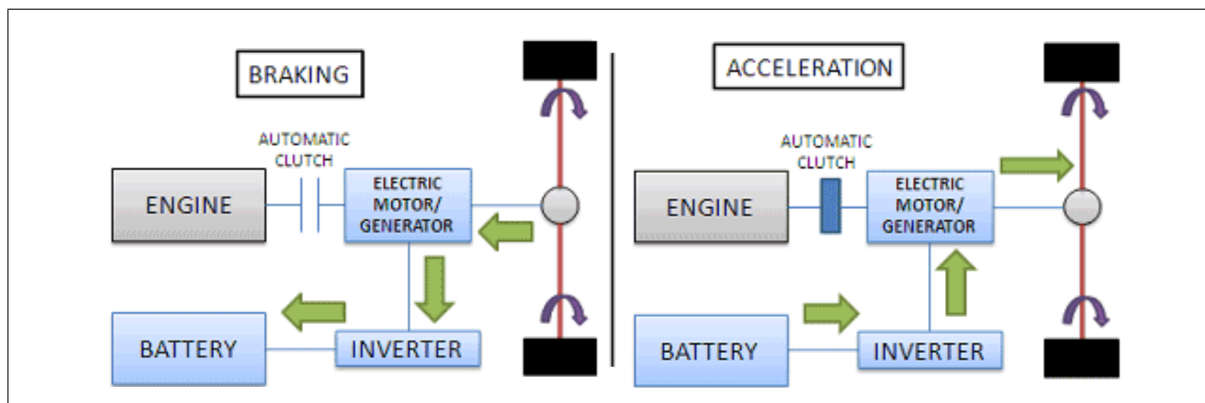 BRAKING
AUTOMATIC
CLUTCH
ENGINE
ELECTRIC
MOTOR/
GENERATOR
BATTERY
INVERTER
ACCELERATION
AUTOMATIC
CLUTCH
ENGINE
ELECTRIC
MOTOR/
GENERATOR
BATTERY
INVERTER